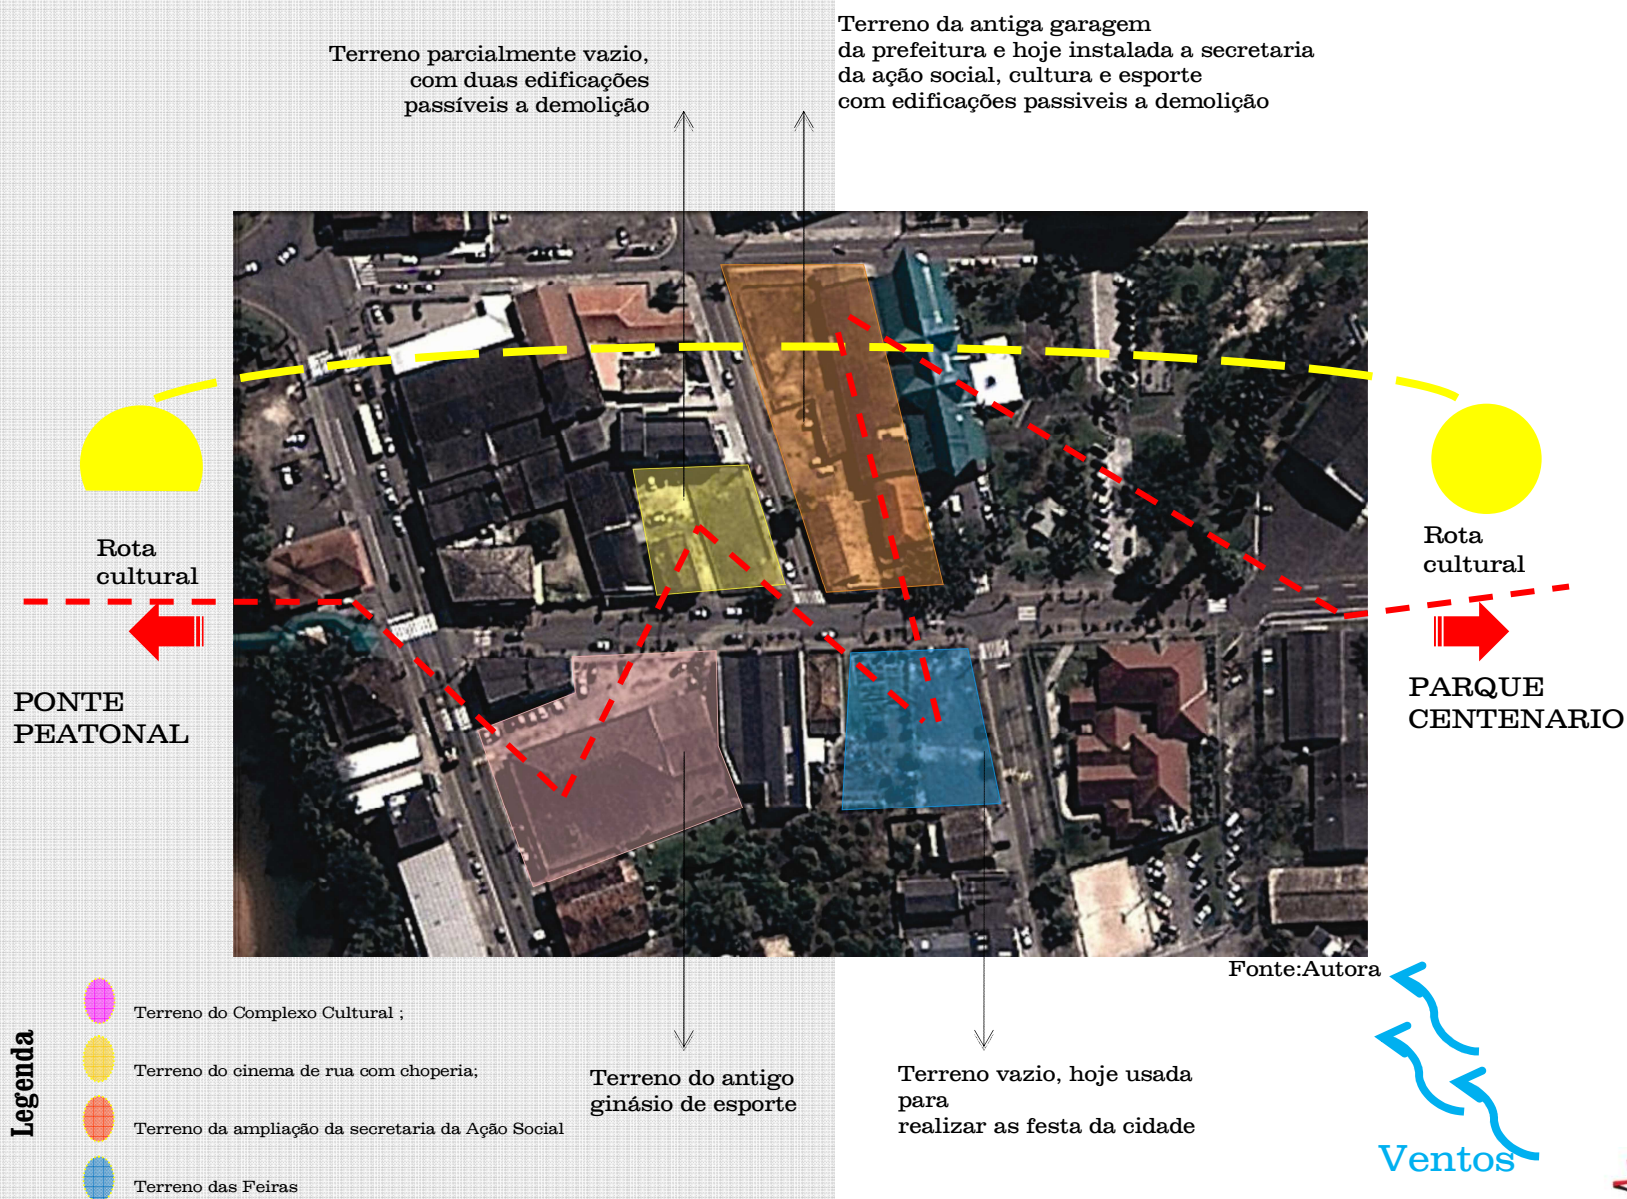 Terreno parcialmente vazio,
com duas edificações
passíveis a demolição
Terreno da antiga garagem
da prefeitura e hoje instalada a secretaria
da ação social, cultura e esporte
com edificações passiveis a demolição
Rota
cultural
PONTE
PEATONAL
Rota
cultural
PARQUE
CENTENARIO
Fonte:Autora
Legenda
Terreno do Complexo Cultural ;
Terreno do cinema de rua com choperia;
Terreno da ampliação da secretaria da Ação Social
Terreno das Feiras
Terreno do antigo
ginásio de esporte
Terreno vazio, hoje usada
para
realizar as festa da cidade
Ventos